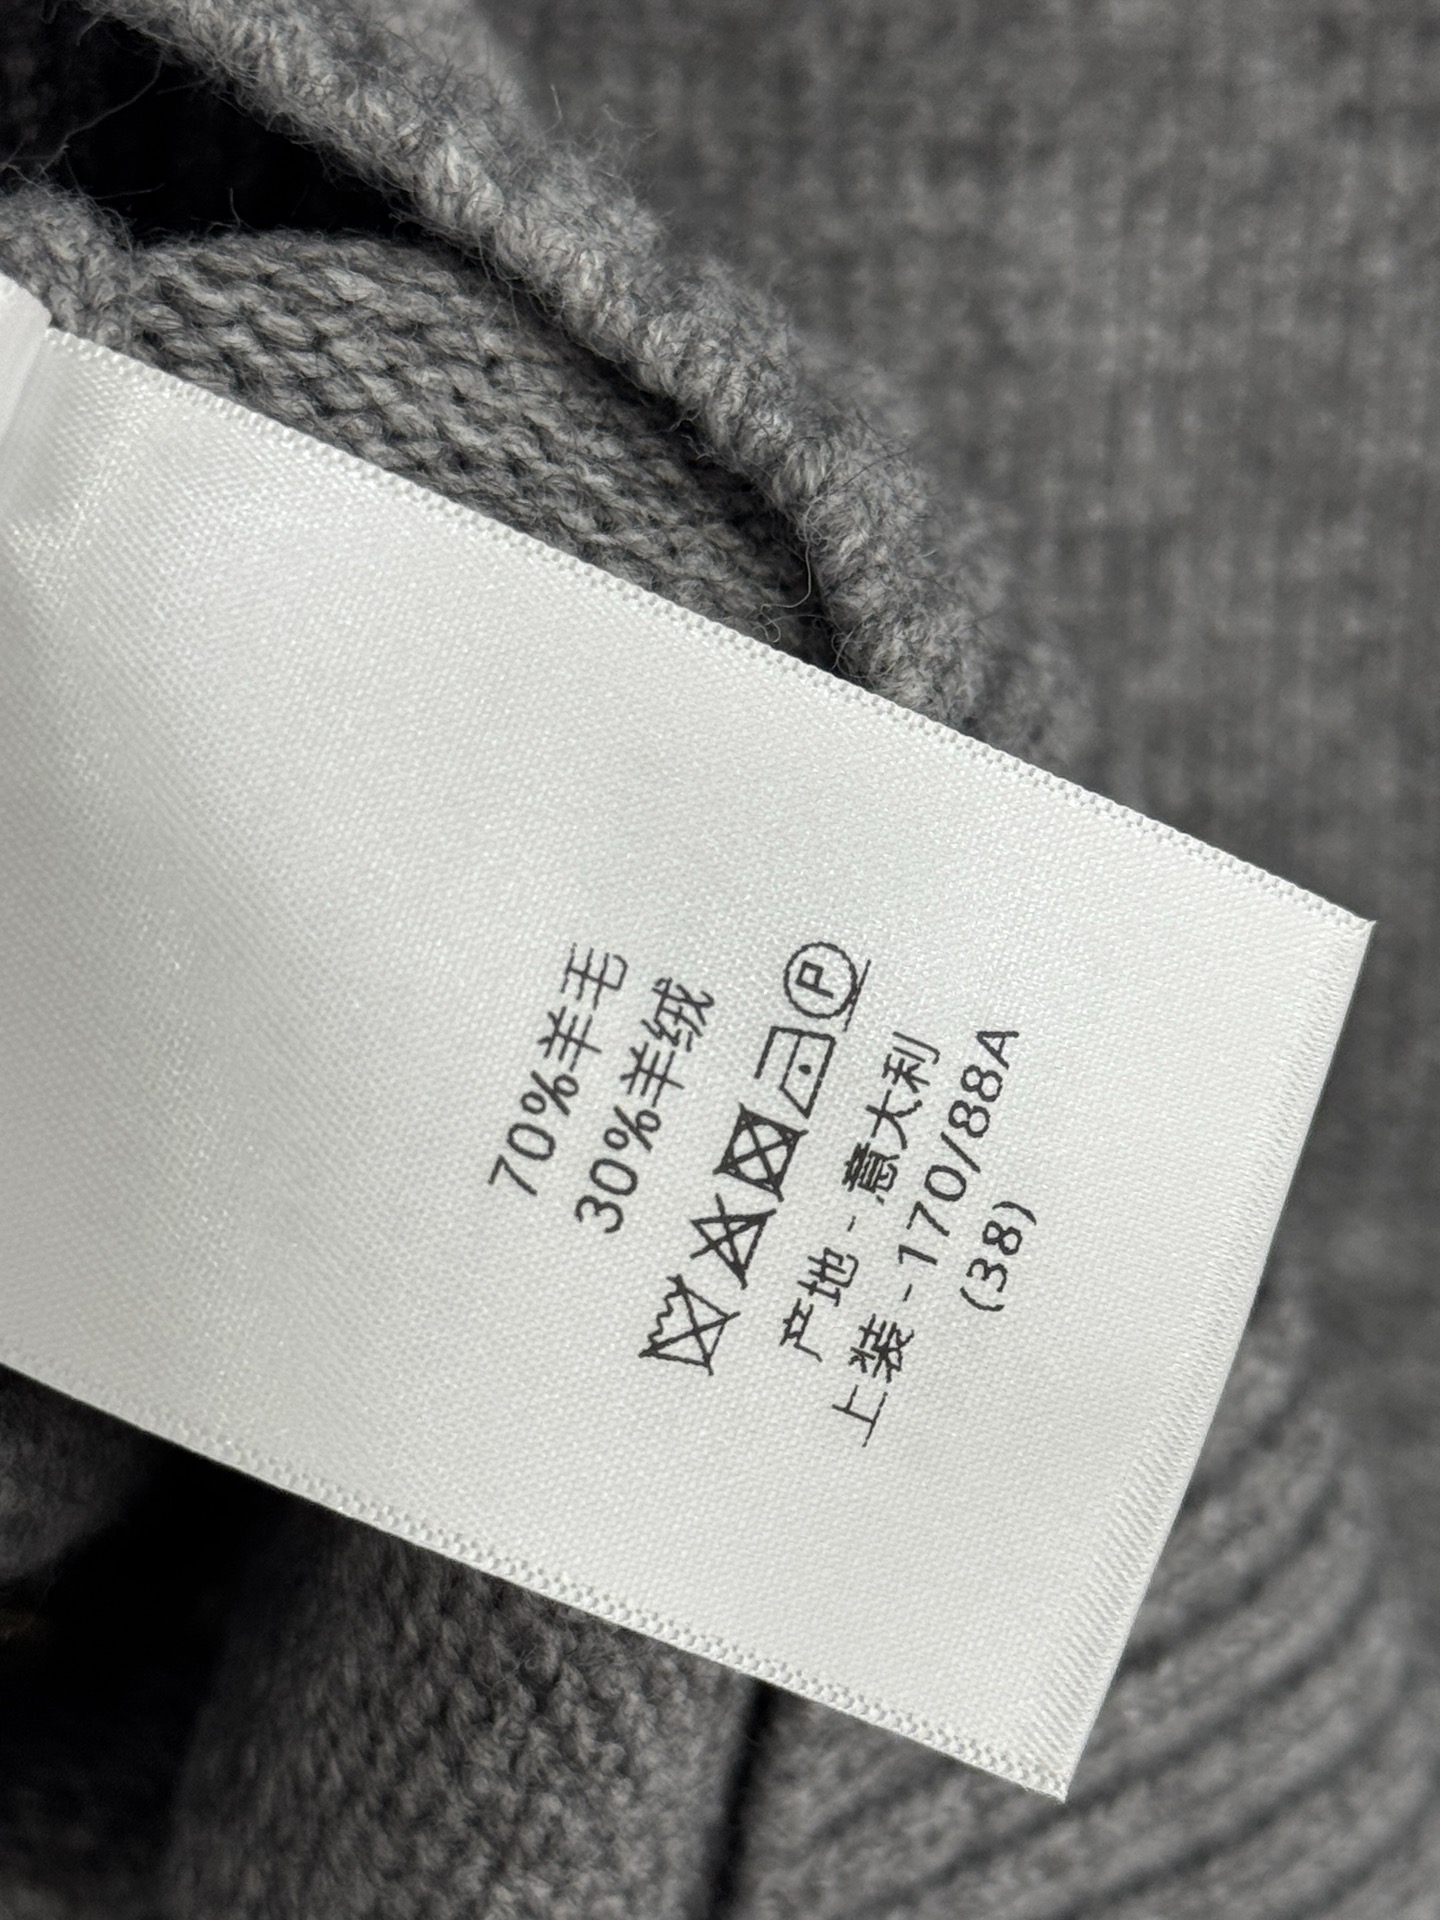 70%羊毛
30%羊绒
P
产地 - 意大利
上装 - 170/88A
(38)